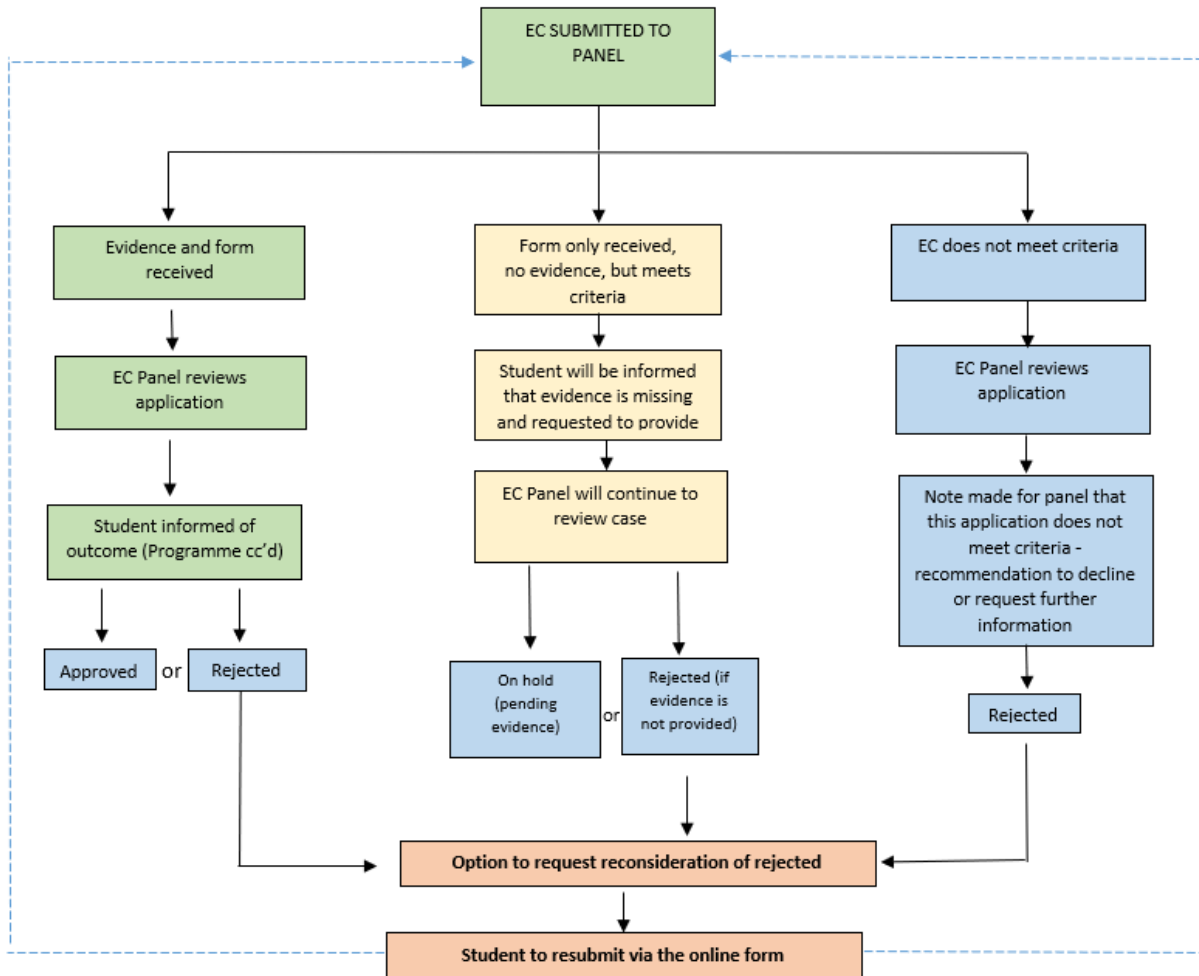 EC SUBMITTED TO
PANEL
Evidence and form
received
Form only received,
no evidence, but meets
criteria
EC does not meet criteria
EC Panel reviews
application
Student will be informed
that evidence is missing
and requested to provide
EC Panel reviews
application
Student informed of
outcome (Programme cc’d)
EC Panel will continue to
review case
Note made for panel that
this application does not
meet criteria -
recommendation to decline
or request further
information
Approved
or
Rejected
On hold
(pending
evidence)
or
Rejected (if
evidence is
not provided)
Rejected
Option to request reconsideration of rejected
Student to resubmit via the online form